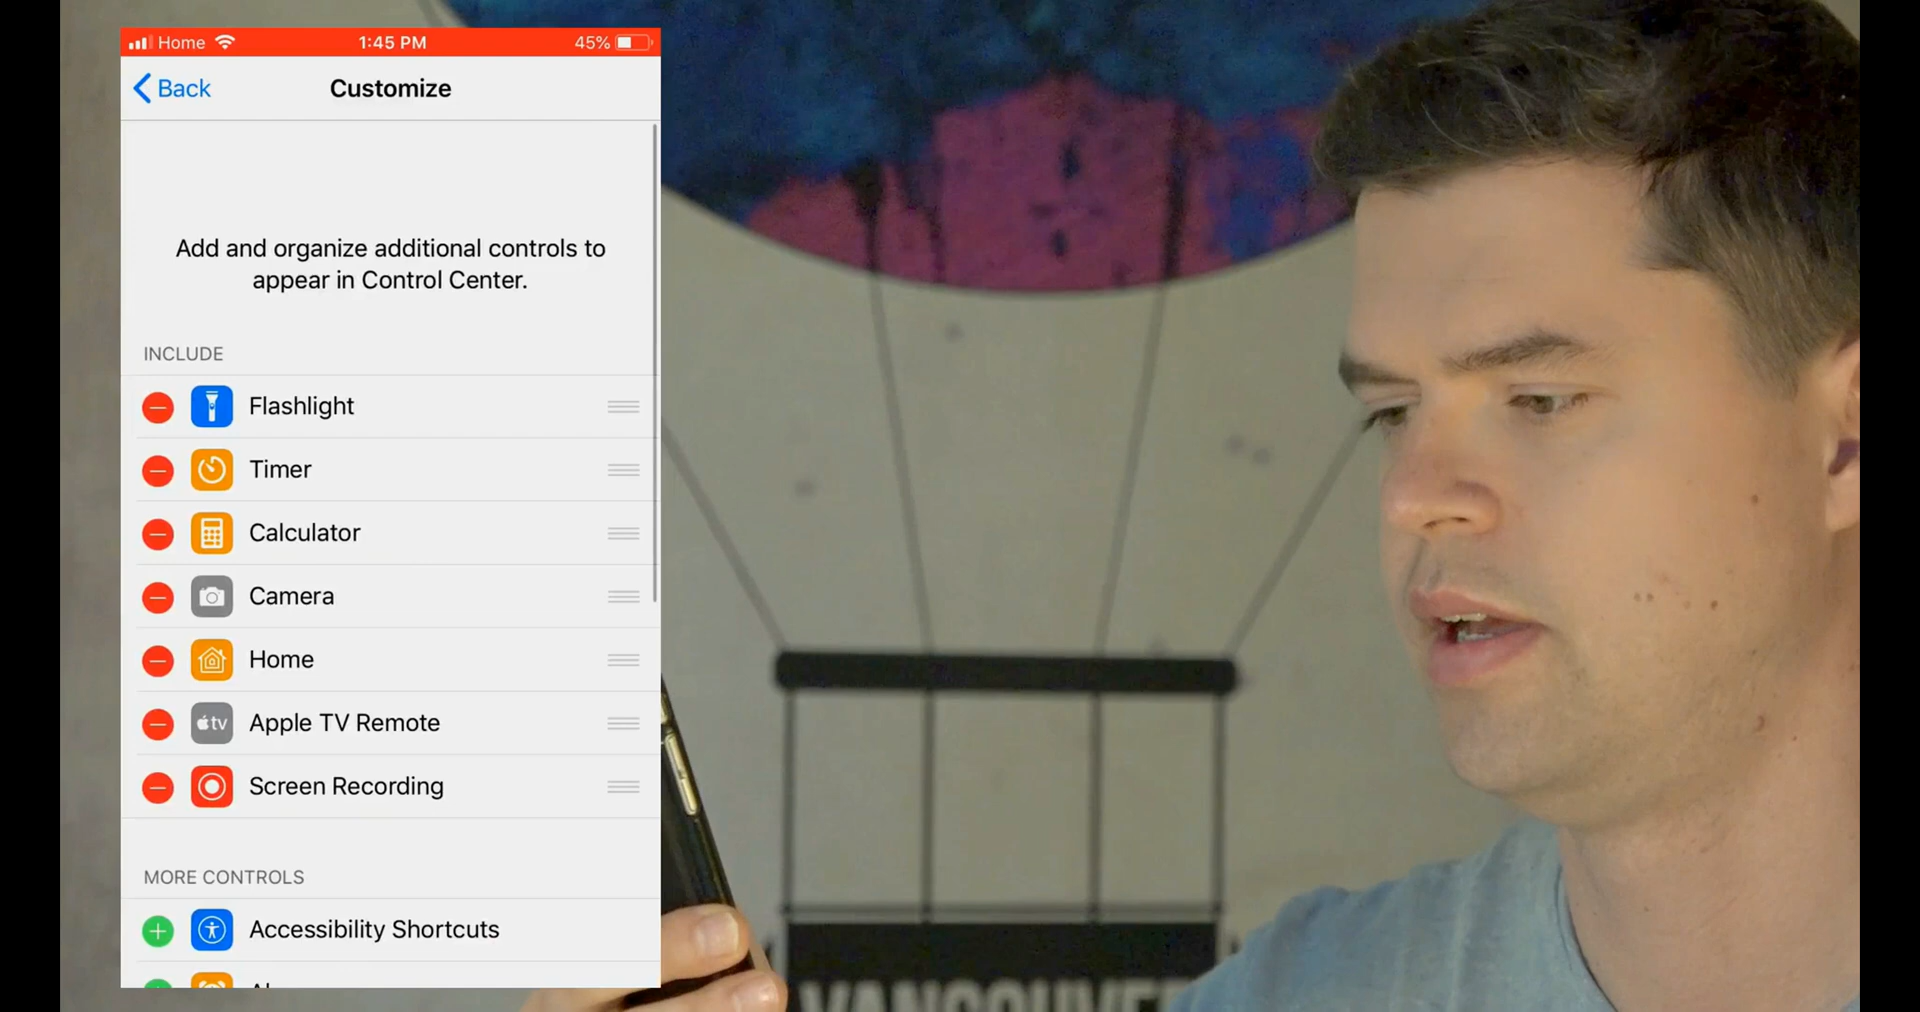 Home 1:45 PM 45%
Back Customize
Add and organize additional controls to
appear in Control Center.
INCLUDE
Flashlight
Timer
Calculator
Camera
Home
tv Apple TV Remote
Screen Recording
MORE CONTROLS
Accessibility Shortcuts